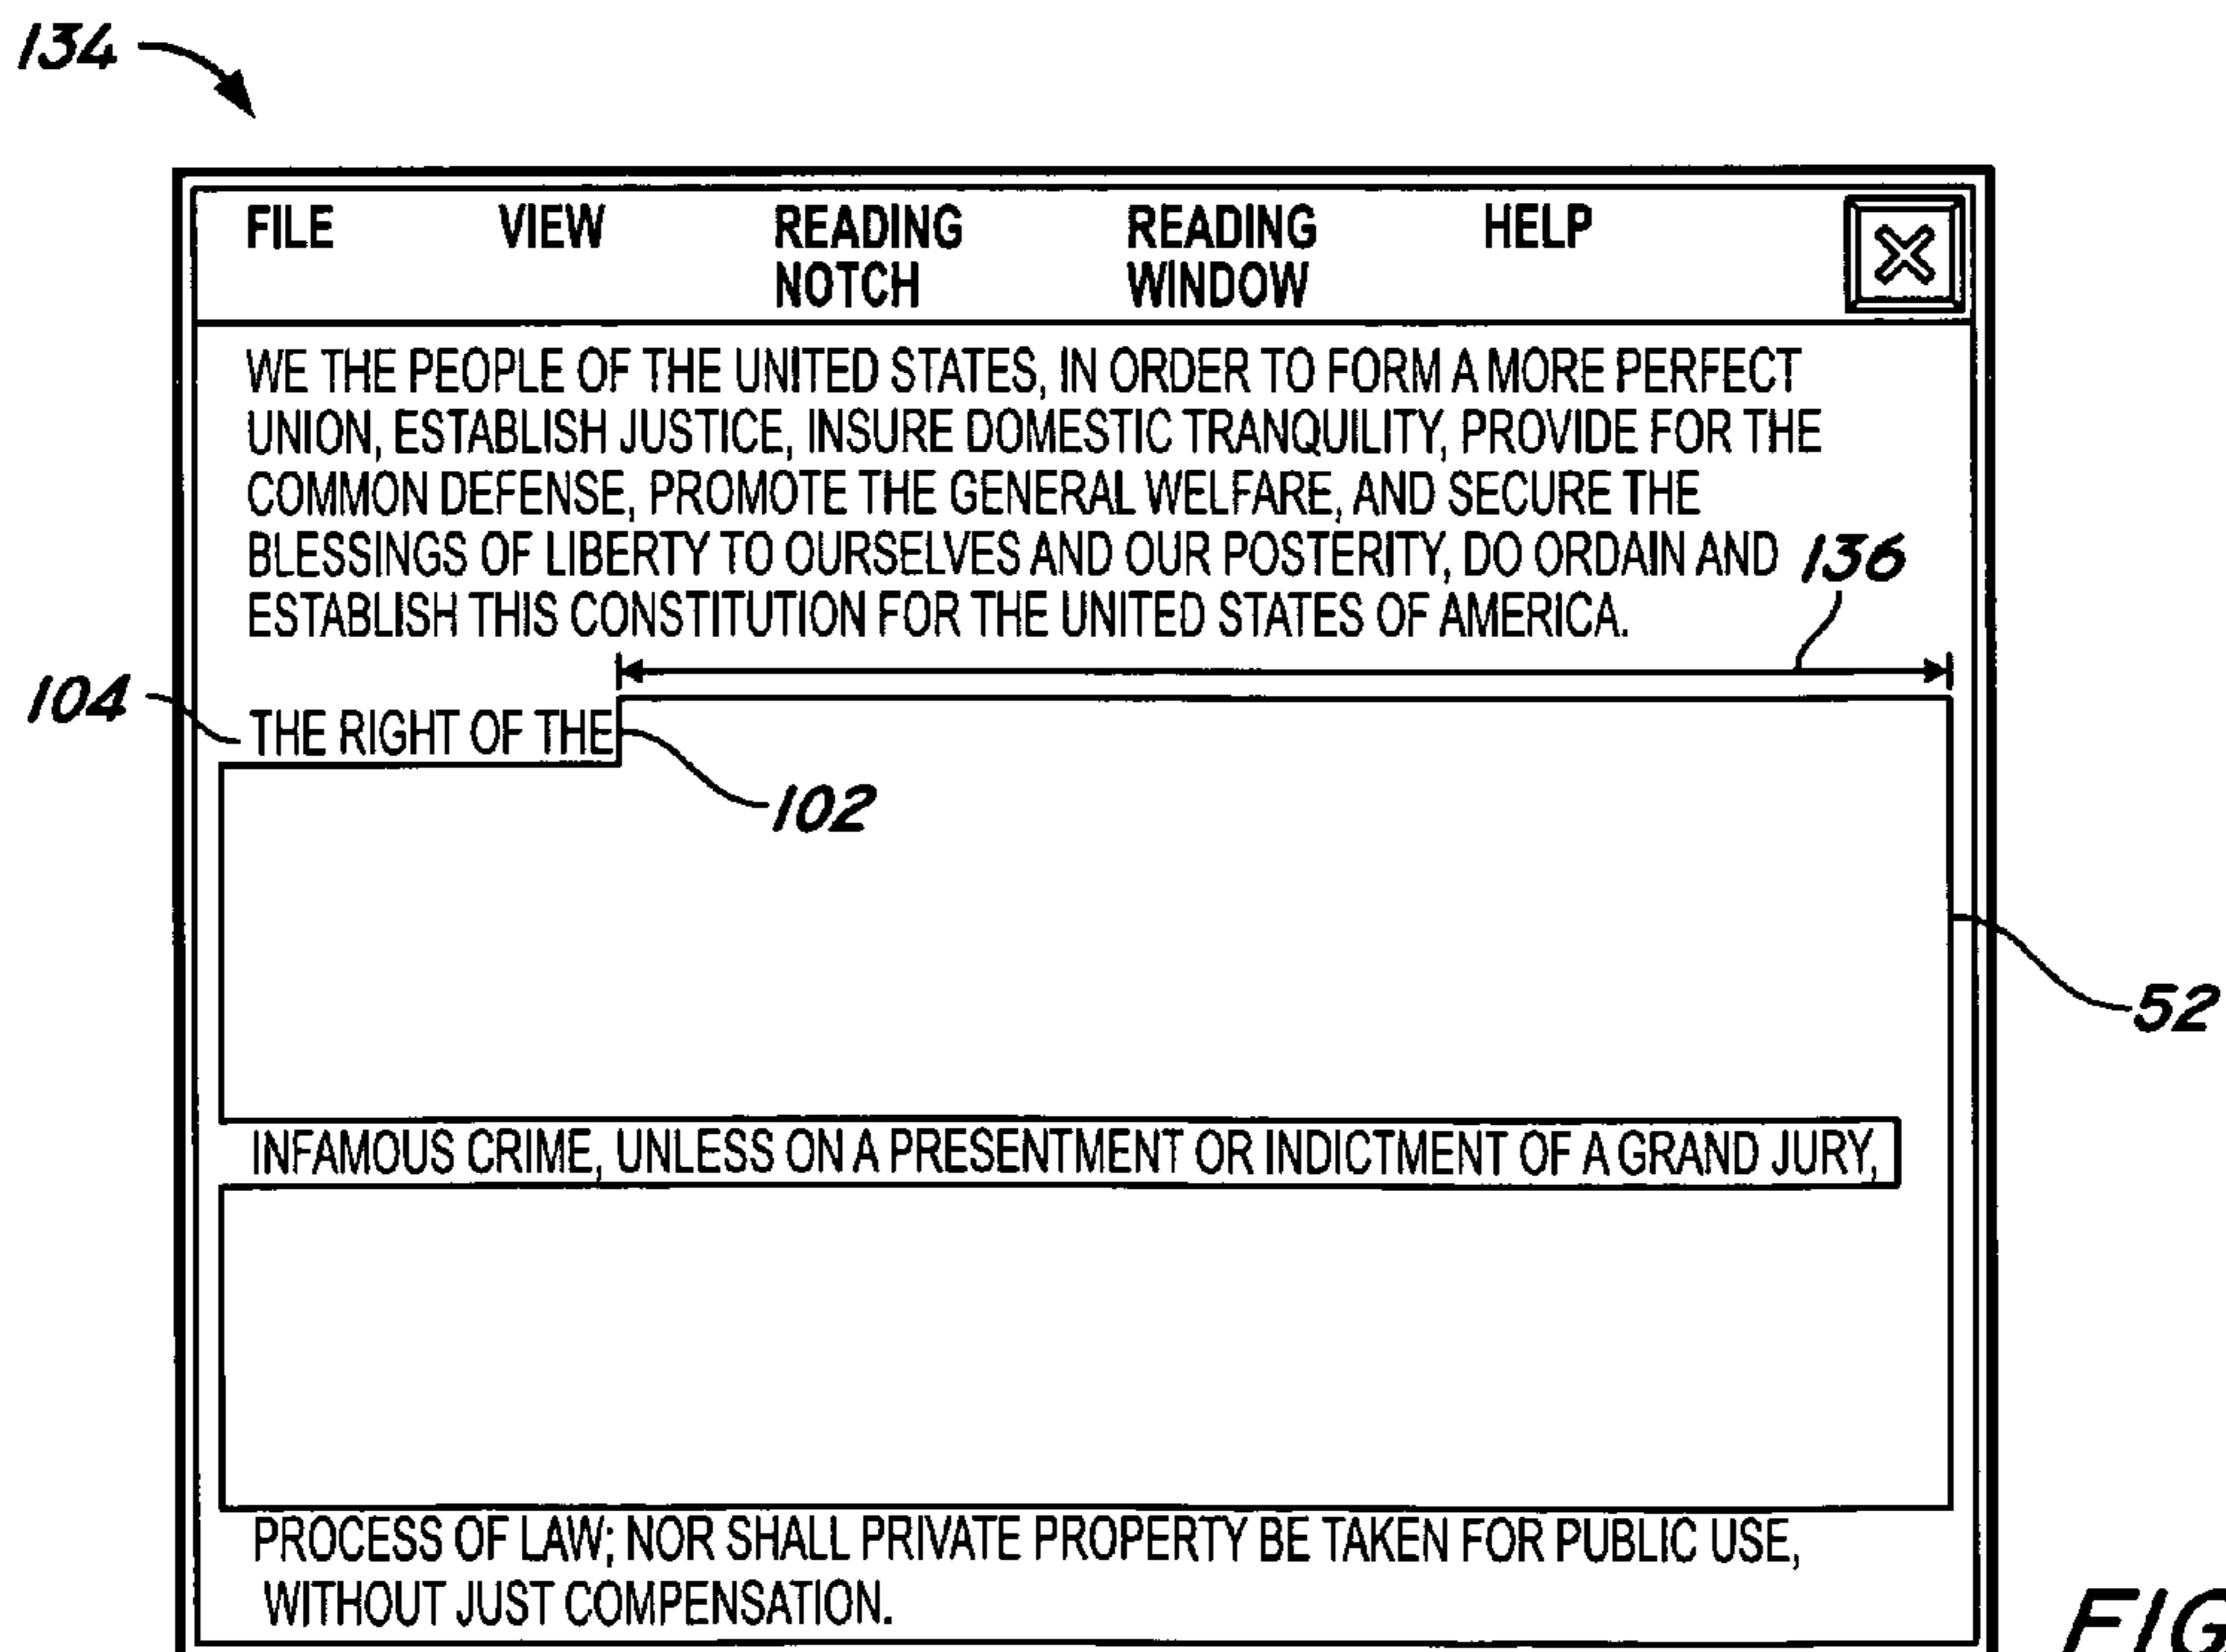 134
FILE VIEW READING NOTCH READING WINDOW HELP
WE THE PEOPLE OF THE UNITED STATES, IN ORDER TO FORM A MORE PERFECT
UNION, ESTABLISH JUSTICE, INSURE DOMESTIC TRANQUILITY, PROVIDE FOR THE
COMMON DEFENSE, PROMOTE THE GENERAL WELFARE, AND SECURE THE
BLESSINGS OF LIBERTY TO OURSELVES AND OUR POSTERITY, DO ORDAIN AND
136
ESTABLISH THIS CONSTITUTION FOR THE UNITED STATES OF AMERICA.
104
THE RIGHT OF THE
102
52
INFAMOUS CRIME, UNLESS ON A PRESENTMENT OR INDICTMENT OF A GRAND JURY,
PROCESS OF LAW; NOR SHALL PRIVATE PROPERTY BE TAKEN FOR PUBLIC USE,
WITHOUT JUST COMPENSATION.
FIG